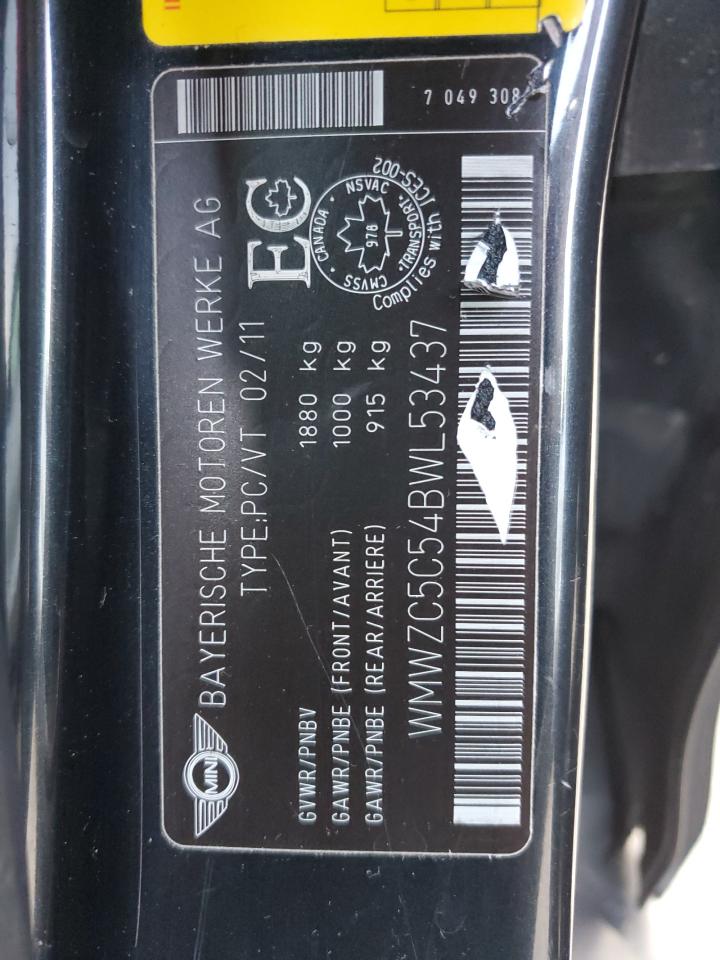 MINI
BAYERISCHE MOTOREN WERKE AG
TYPE:PC/VT 02/11
GVWR/PNBV 1880 kg
GAWR/PNBE (FRONT/AVANT) 1000 kg
GAWR/PNBE (REAR/ARRIERE) 915 kg
WMWZC5C54BWL53437
EC
CANADA · NSVAC · TRANSPORT · CMVSS
978
Complies with ICES-002
7 049 308